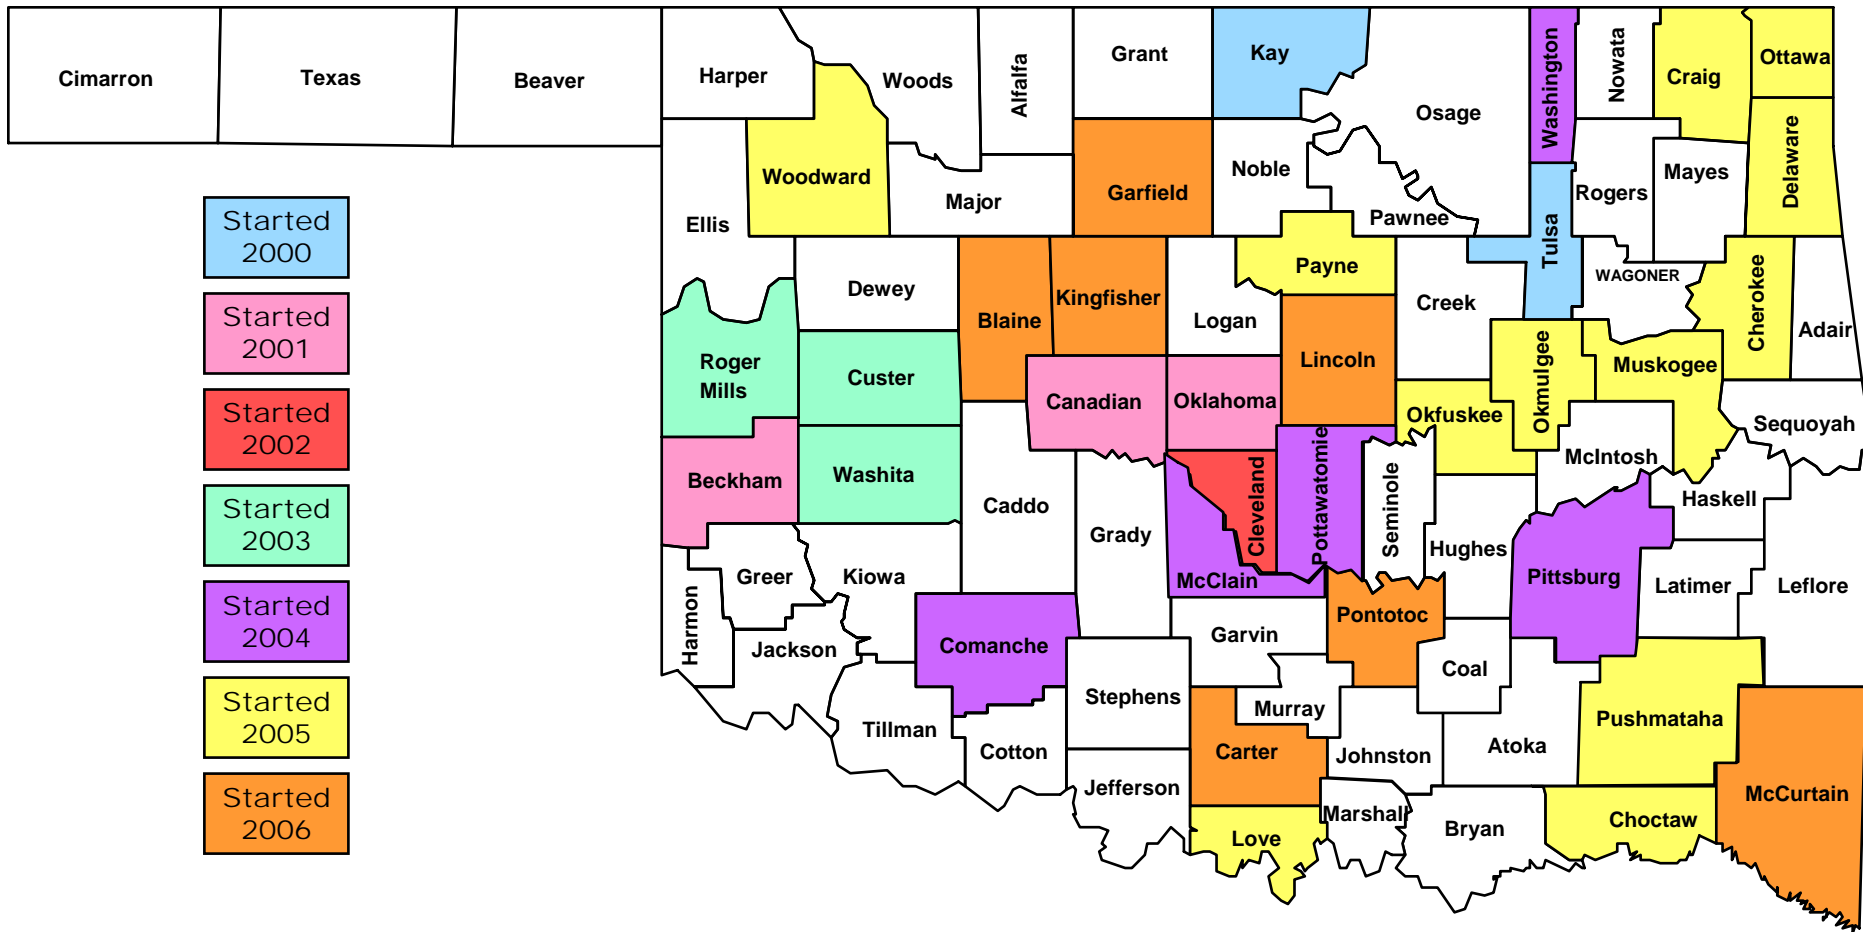 Cimarron
Texas
Beaver
Harper
Woods
Alfalfa
Grant
Kay
Osage
Washington
Nowata
Craig
Ottawa
Woodward
Major
Garfield
Noble
Pawnee
Rogers
Mayes
Delaware
Ellis
Dewey
Blaine
Kingfisher
Logan
Payne
Creek
Tulsa
WAGONER
Cherokee
Adair
Roger
Mills
Custer
Canadian
Oklahoma
Lincoln
Okfuskee
Okmulgee
Muskogee
Sequoyah
Beckham
Washita
Caddo
Grady
McClain
Cleveland
Pottawatomie
Seminole
Hughes
McIntosh
Haskell
Pittsburg
Latimer
Leflore
Harmon
Greer
Kiowa
Jackson
Comanche
Tillman
Cotton
Stephens
Jefferson
Garvin
Murray
Pontotoc
Coal
Carter
Johnston
Atoka
Pushmataha
McCurtain
Love
Marshall
Bryan
Choctaw
Started
2000
Started
2001
Started
2002
Started
2003
Started
2004
Started
2005
Started
2006